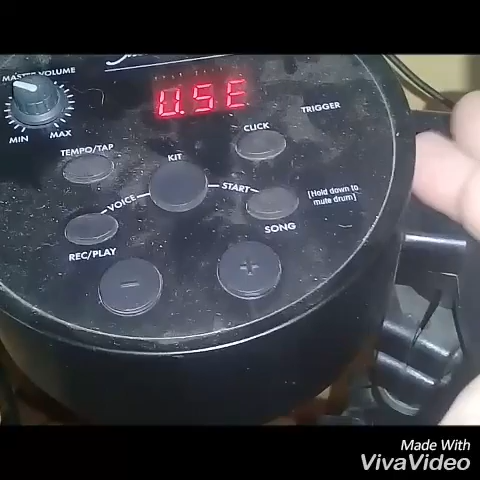 MASTER VOLUME
MIN MAX
U.SE
TRIGGER
TEMPO/TAP
KIT
CLICK
VOICE
START
[Hold down to
mute drum]
REC/PLAY
SONG
-
+
Made With
VivaVideo